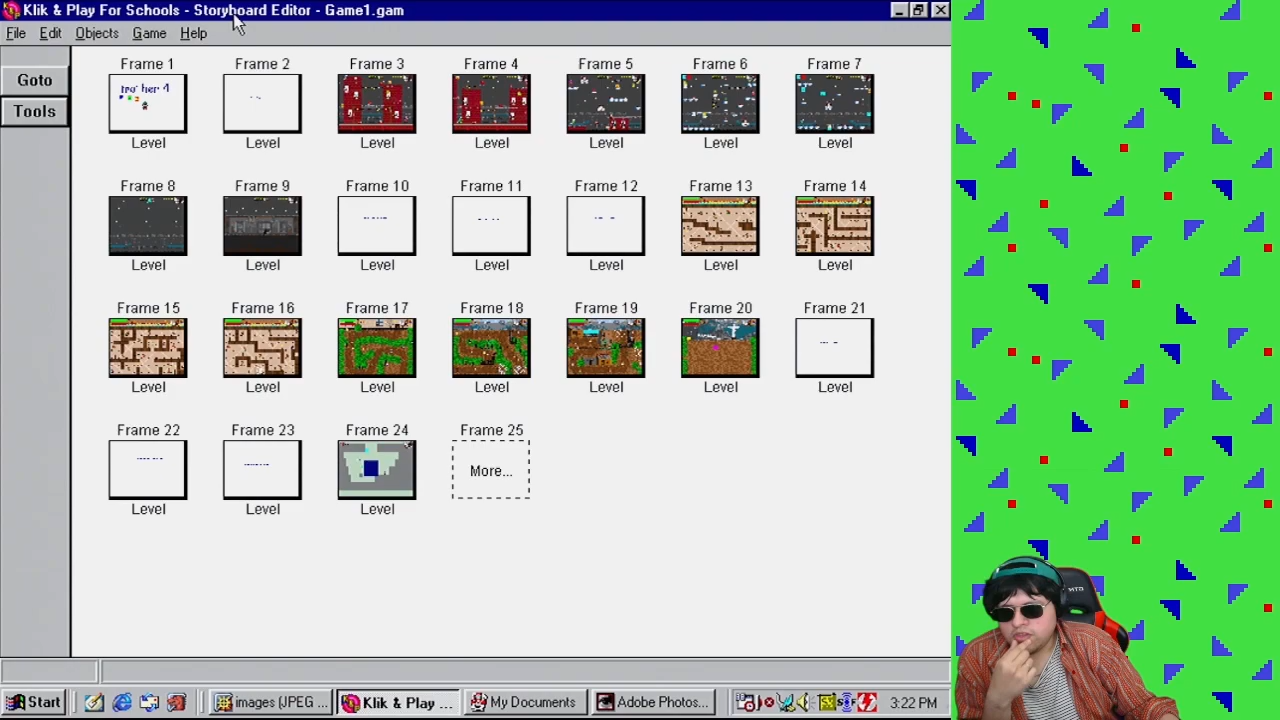 Klik & Play For Schools - Storyboard Editor - Game1.gam
File Edit Objects Game Help
Goto
Tools
Frame 1 Frame 2 Frame 3 Frame 4 Frame 5 Frame 6 Frame 7
Level Level Level Level Level Level Level
Frame 8 Frame 9 Frame 10 Frame 11 Frame 12 Frame 13 Frame 14
Level Level Level Level Level Level Level
Frame 15 Frame 16 Frame 17 Frame 18 Frame 19 Frame 20 Frame 21
Level Level Level Level Level Level Level
Frame 22 Frame 23 Frame 24 Frame 25
More...
Level Level Level
Start images (JPEG ... Klik & Play ... My Documents Adobe Photos... 3:22 PM